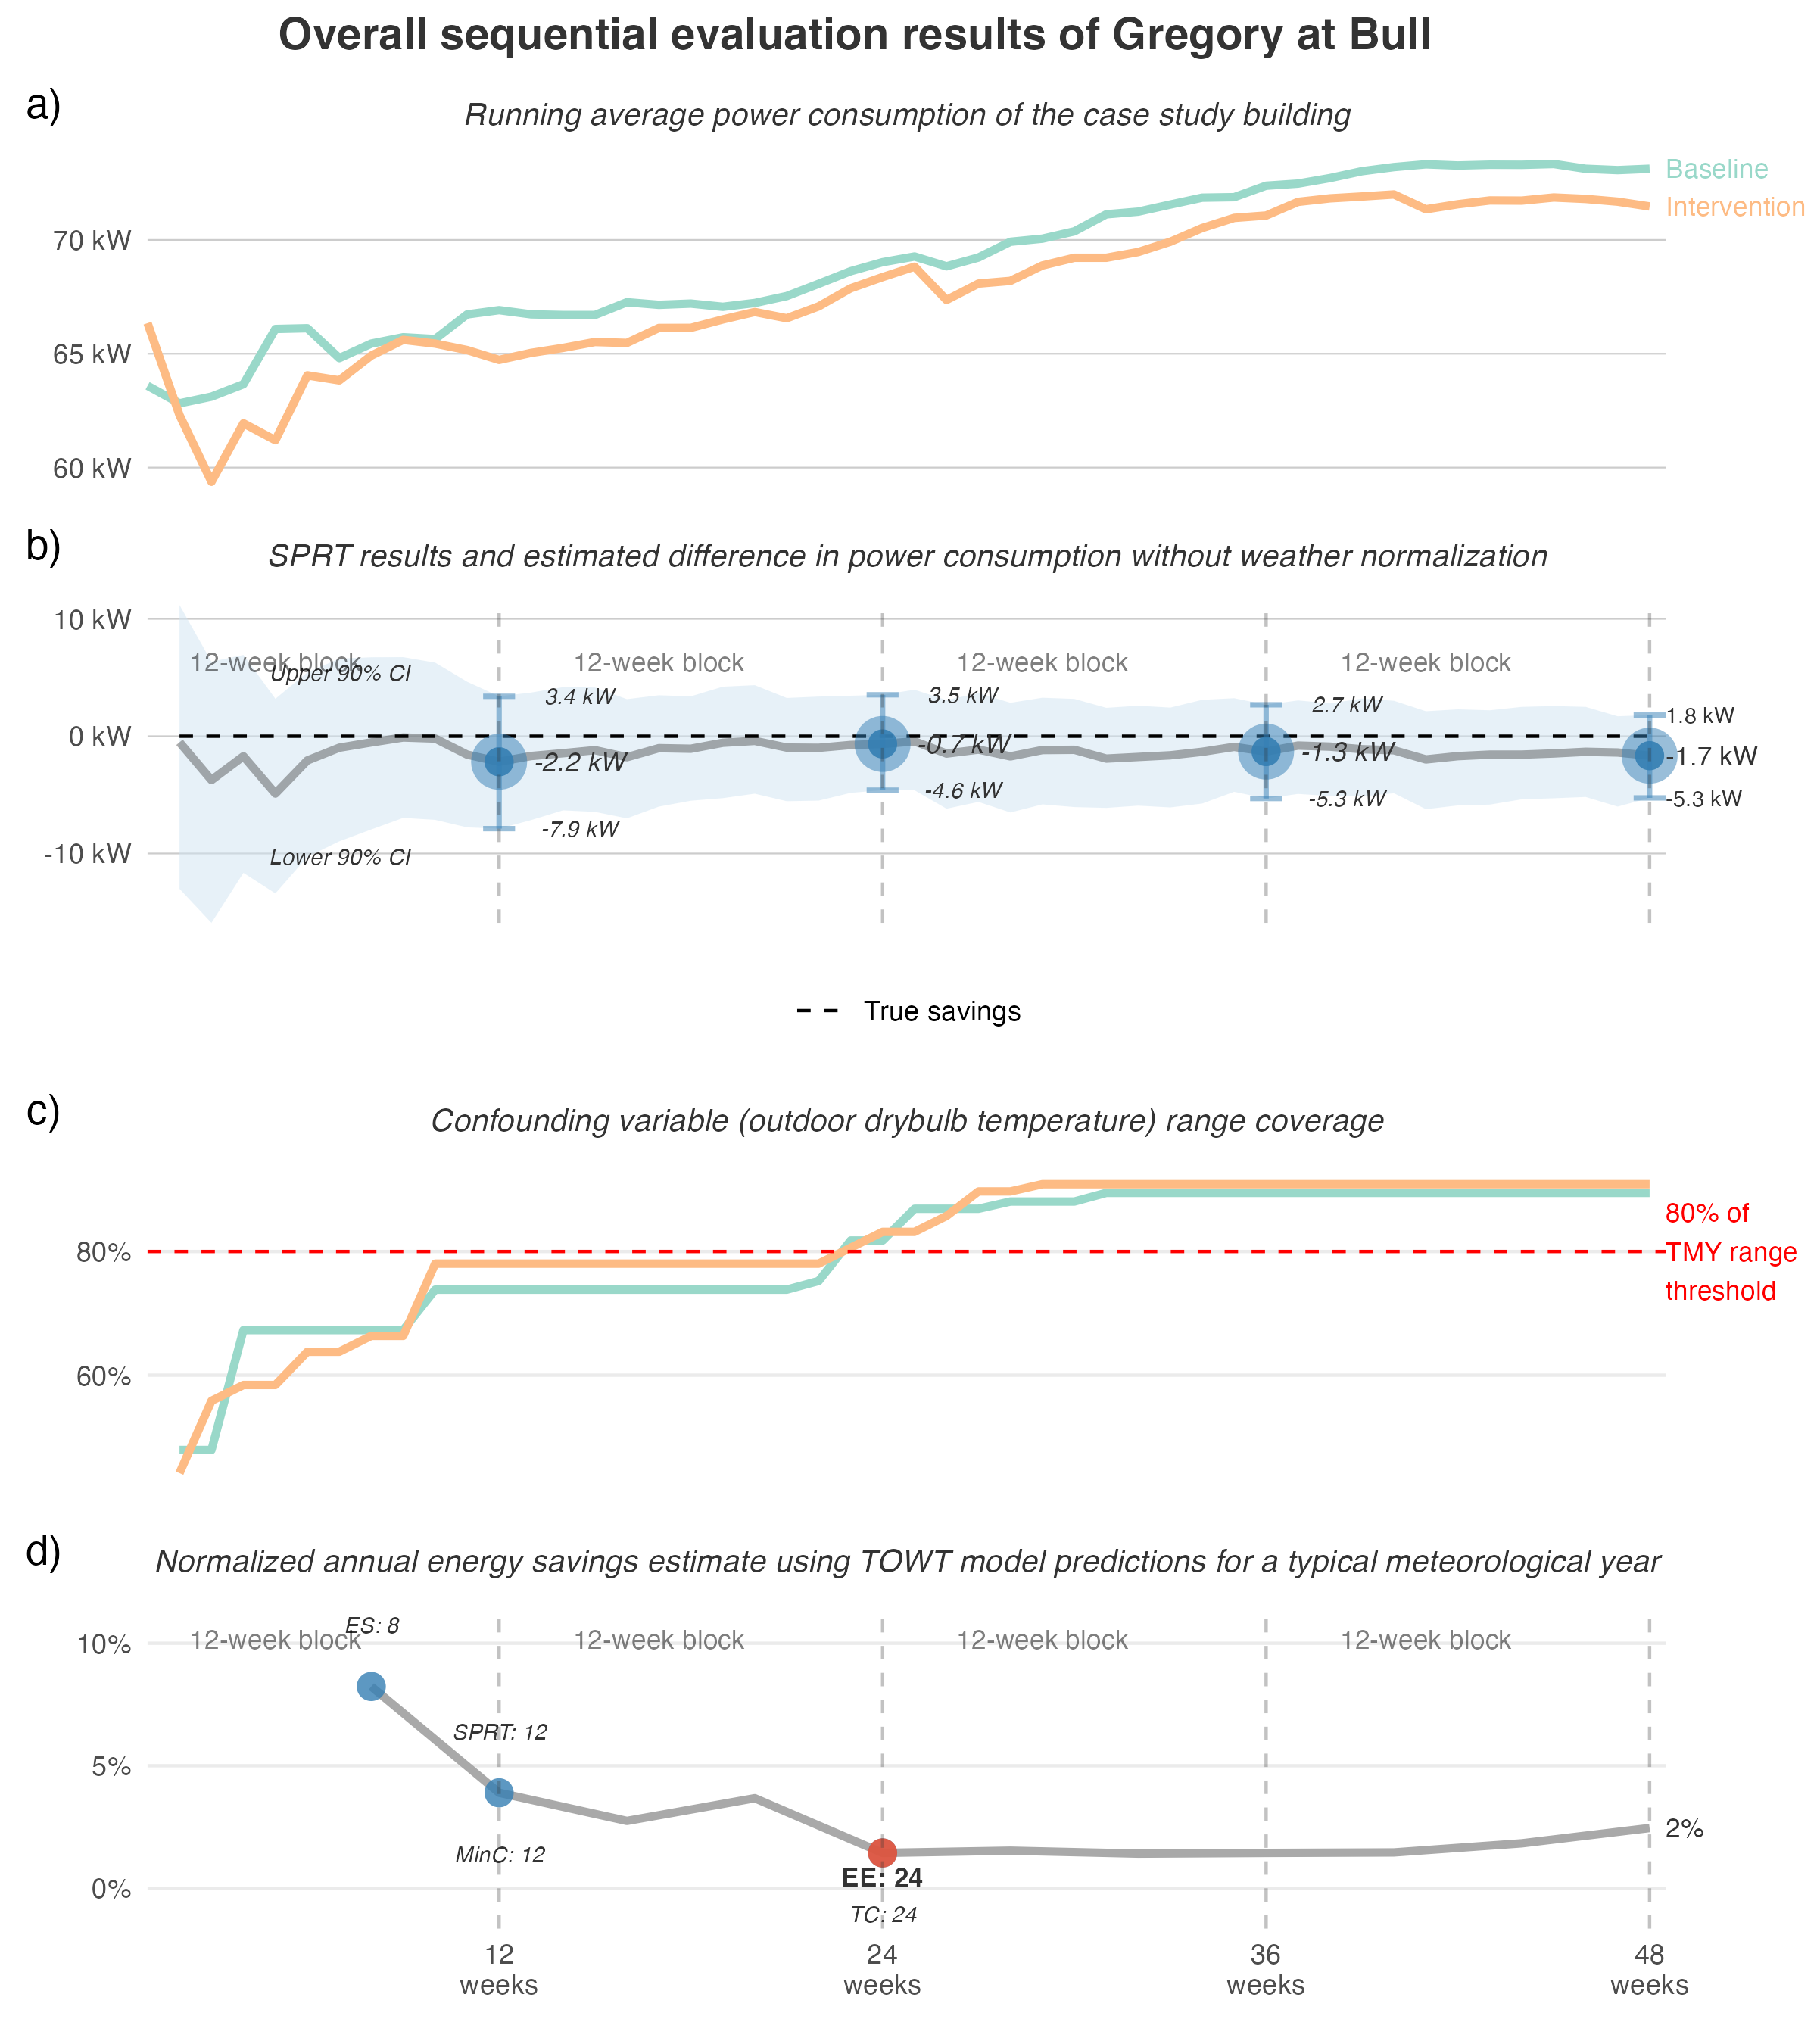 Overall sequential evaluation results of Gregory at Bull
a)
Running average power consumption of the case study building
Baseline
Intervention
70 kW
65 kW
60 kW
b)
SPRT results and estimated difference in power consumption without weather normalization
10 kW
0 kW
-10 kW
12-week block
12-week block
12-week block
12-week block
Upper 90% CI
Lower 90% CI
3.4 kW
-2.2 kW
-7.9 kW
3.5 kW
-0.7 kW
-4.6 kW
2.7 kW
-1.3 kW
-5.3 kW
1.8 kW
-1.7 kW
-5.3 kW
True savings
c)
Confounding variable (outdoor drybulb temperature) range coverage
80%
60%
80% of
TMY range
threshold
d)
Normalized annual energy savings estimate using TOWT model predictions for a typical meteorological year
10%
5%
0%
12-week block
12-week block
12-week block
12-week block
ES: 8
SPRT: 12
MinC: 12
EE: 24
TC: 24
2%
12
weeks
24
weeks
36
weeks
48
weeks